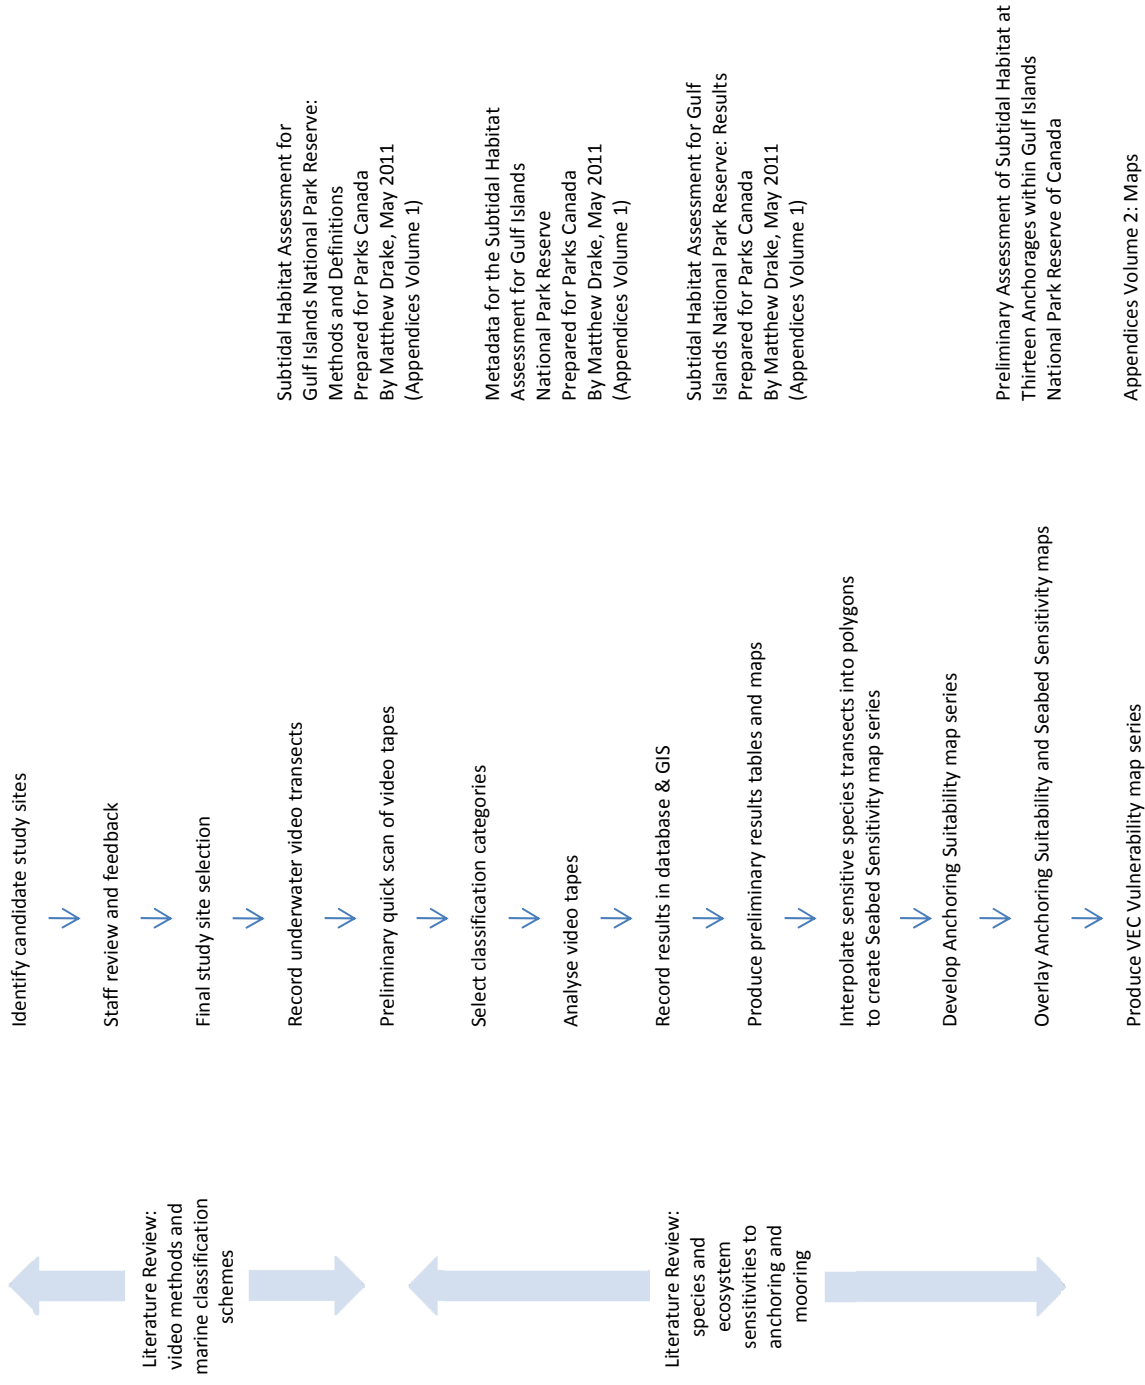 Literature Review:
video methods and
marine classification
schemes
Literature Review:
species and
ecosystem
sensitivities to
anchoring and
mooring
Identify candidate study sites
Staff review and feedback
Final study site selection
Record underwater video transects
Preliminary quick scan of video tapes
Select classification categories
Analyse video tapes
Record results in database & GIS
Produce preliminary results tables and maps
Interpolate sensitive species transects into polygons
to create Seabed Sensitivity map series
Develop Anchoring Suitability map series
Overlay Anchoring Suitability and Seabed Sensitivity maps
Produce VEC Vulnerability map series
Subtidal Habitat Assessment for
Gulf Islands National Park Reserve:
Methods and Definitions
Prepared for Parks Canada
By Matthew Drake, May 2011
(Appendices Volume 1)
Metadata for the Subtidal Habitat
Assessment for Gulf Islands
National Park Reserve
Prepared for Parks Canada
By Matthew Drake, May 2011
(Appendices Volume 1)
Subtidal Habitat Assessment for Gulf
Islands National Park Reserve: Results
Prepared for Parks Canada
By Matthew Drake, May 2011
(Appendices Volume 1)
Preliminary Assessment of Subtidal Habitat at
Thirteen Anchorages within Gulf Islands
National Park Reserve of Canada
Appendices Volume 2: Maps